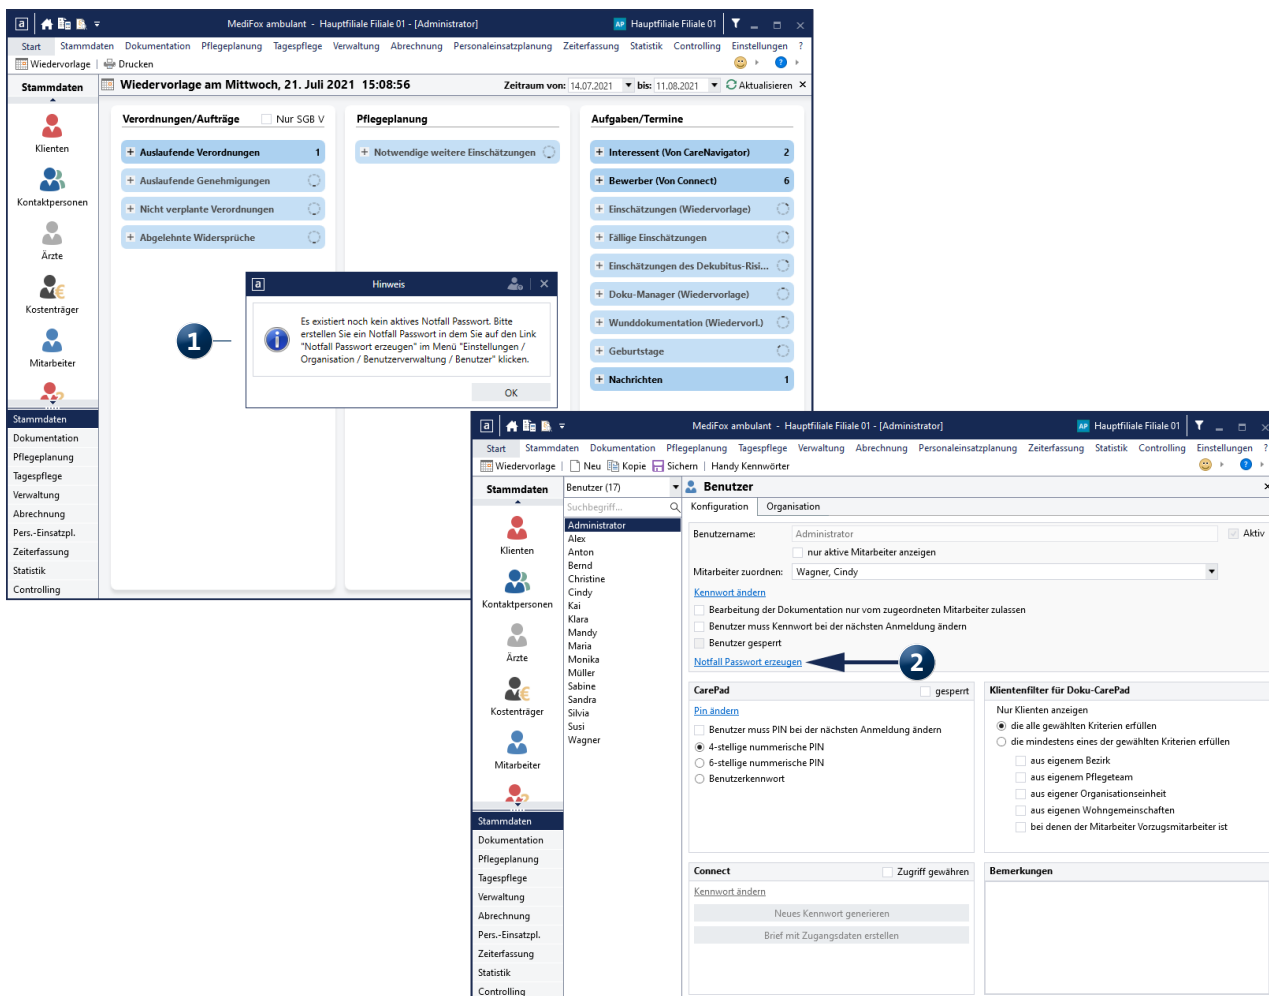 MediFox ambulant - Hauptfiliale Filiale 01 - [Administrator]
AP Hauptfiliale Filiale 01
Start Stammdaten Dokumentation Pflegeplanung Tagespflege Verwaltung Abrechnung Personaleinsatzplanung Zeiterfassung Statistik Controlling Einstellungen ?
Wiedervorlage Drucken
Stammdaten
Wiedervorlage am Mittwoch, 21. Juli 2021 15:08:56
Zeitraum von: 14.07.2021 bis: 11.08.2021 Aktualisieren
Klienten
Kontaktpersonen
Ärzte
Kostenträger
Mitarbeiter
Stammdaten
Dokumentation
Pflegeplanung
Tagespflege
Verwaltung
Abrechnung
Pers.-Einsatzpl.
Zeiterfassung
Statistik
Controlling
Verordnungen/Aufträge Nur SGB V
Auslaufende Verordnungen 1
Auslaufende Genehmigungen
Nicht verplante Verordnungen
Abgelehnte Widersprüche
Pflegeplanung
Notwendige weitere Einschätzungen
Aufgaben/Termine
Interessent (Von CareNavigator) 2
Bewerber (Von Connect) 6
Einschätzungen (Wiedervorlage)
Fällige Einschätzungen
Einschätzungen des Dekubitus-Risi...
Doku-Manager (Wiedervorlage)
Wunddokumentation (Wiedervorl.)
Geburtstage
Nachrichten 1
1
a Hinweis
Es existiert noch kein aktives Notfall Passwort. Bitte
erstellen Sie ein Notfall Passwort in dem Sie auf den Link
"Notfall Passwort erzeugen" im Menü "Einstellungen /
Organisation / Benutzerverwaltung / Benutzer" klicken.
OK
a MediFox ambulant - Hauptfiliale Filiale 01 - [Administrator]
AP Hauptfiliale Filiale 01
Start Stammdaten Dokumentation Pflegeplanung Tagespflege Verwaltung Abrechnung Personaleinsatzplanung Zeiterfassung Statistik Controlling Einstellungen ?
Wiedervorlage Neu Kopie Sichern Handy Kennwörter
Stammdaten
Klienten
Kontaktpersonen
Ärzte
Kostenträger
Mitarbeiter
Stammdaten
Dokumentation
Pflegeplanung
Tagespflege
Verwaltung
Abrechnung
Pers.-Einsatzpl.
Zeiterfassung
Statistik
Controlling
Benutzer (17)
Suchbegriff...
Administrator
Alex
Anton
Bernd
Christine
Cindy
Kai
Klara
Mandy
Maria
Monika
Müller
Sabine
Sandra
Silvia
Susi
Wagner
Benutzer
Konfiguration Organisation
Benutzername: Administrator Aktiv
nur aktive Mitarbeiter anzeigen
Mitarbeiter zuordnen: Wagner, Cindy
Kennwort ändern
Bearbeitung der Dokumentation nur vom zugeordneten Mitarbeiter zulassen
Benutzer muss Kennwort bei der nächsten Anmeldung ändern
Benutzer gesperrt
Notfall Passwort erzeugen
2
CarePad gesperrt
Pin ändern
Benutzer muss PIN bei der nächsten Anmeldung ändern
4-stellige nummerische PIN
6-stellige nummerische PIN
Benutzerkennwort
Klientenfilter für Doku-CarePad
Nur Klienten anzeigen
die alle gewählten Kriterien erfüllen
die mindestens eines der gewählten Kriterien erfüllen
aus eigenem Bezirk
aus eigenem Pflegeteam
aus eigener Organisationseinheit
aus eigenen Wohngemeinschaften
bei denen der Mitarbeiter Vorzugsmitarbeiter ist
Connect Zugriff gewähren
Kennwort ändern
Neues Kennwort generieren
Brief mit Zugangsdaten erstellen
Bemerkungen